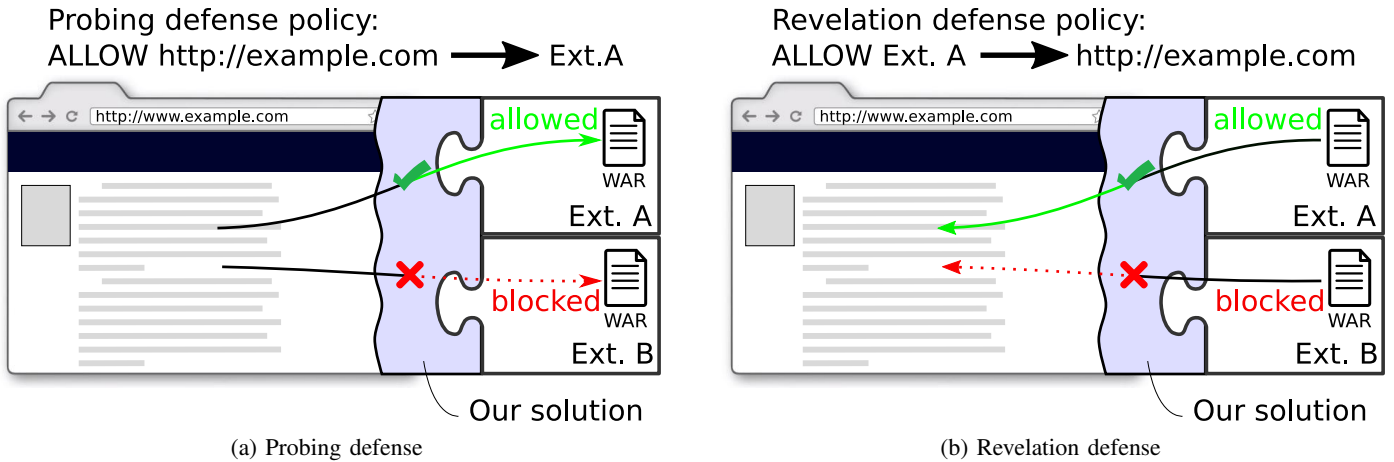 Probing defense policy:
ALLOW http://example.com Ext.A
http://www.example.com
allowed
WAR
Ext. A
blocked
WAR
Ext. B
Our solution
(a) Probing defense
Revelation defense policy:
ALLOW Ext. A http://example.com
http://www.example.com
allowed
WAR
Ext. A
blocked
WAR
Ext. B
Our solution
(b) Revelation defense